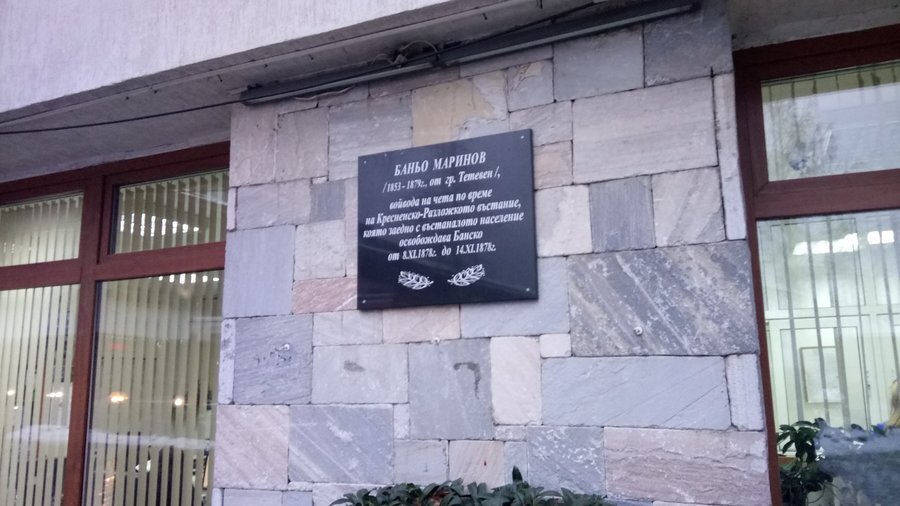 БАНЬО МАРИНОВ
/1853 - 1879г., от гр. Тетевен/,
войвода на чета по време
на Кресненско-Разложкото въстание,
която заедно с въстаналото население
освобождава Банско
от 8.XI.1878г. до 14.XI.1878г.